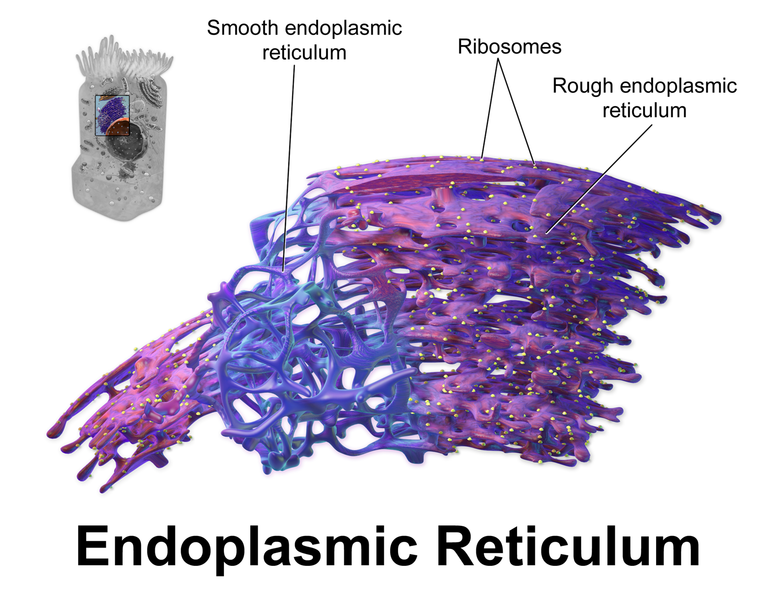 Smooth endoplasmic
reticulum
Ribosomes
Rough endoplasmic
reticulum
Endoplasmic Reticulum